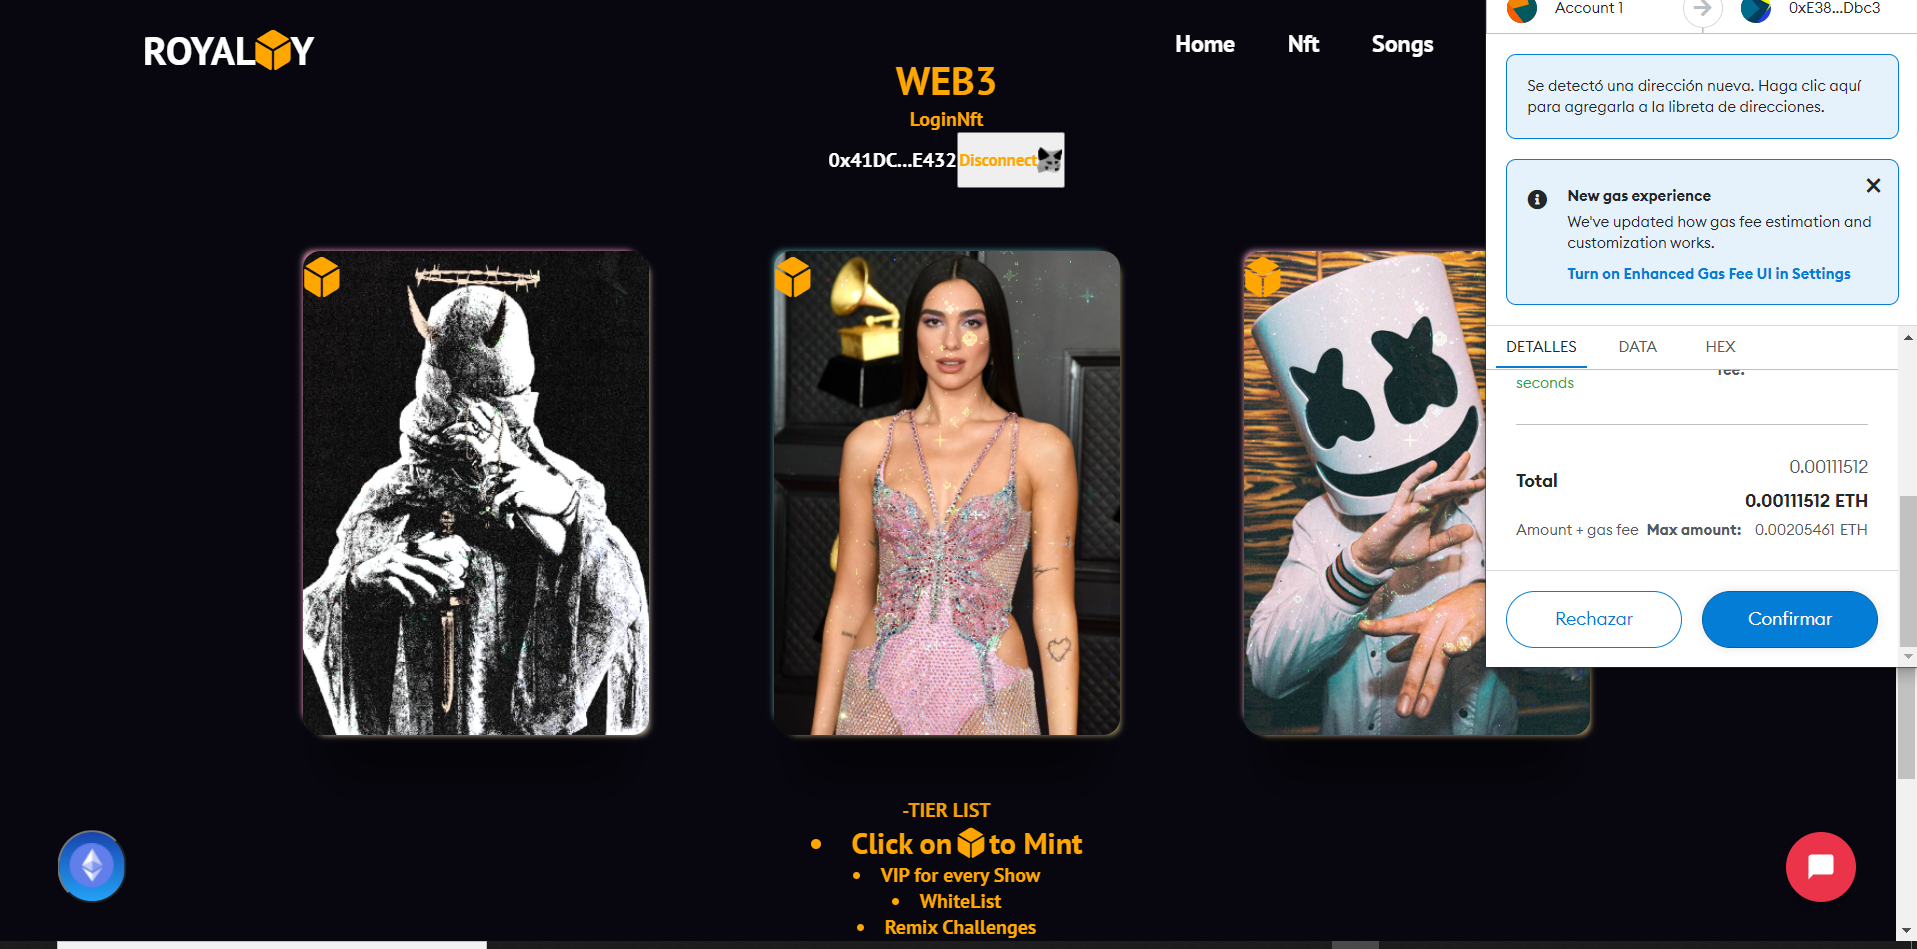 ROYAL Y
Home
Nft
Songs
WEB3
LoginNft
0x41DC...E432
Disconnect
-TIER LIST
Click on to Mint
VIP for every Show
WhiteList
Remix Challenges
Account 1
0xE38...Dbc3
Se detectó una dirección nueva. Haga clic aquí
para agregarla a la libreta de direcciones.
New gas experience
We've updated how gas fee estimation and
customization works.
Turn on Enhanced Gas Fee UI in Settings
DETALLES
DATA
HEX
seconds
fee:
Total
0.00111512
0.00111512 ETH
Amount + gas fee Max amount: 0.00205461 ETH
Rechazar
Confirmar